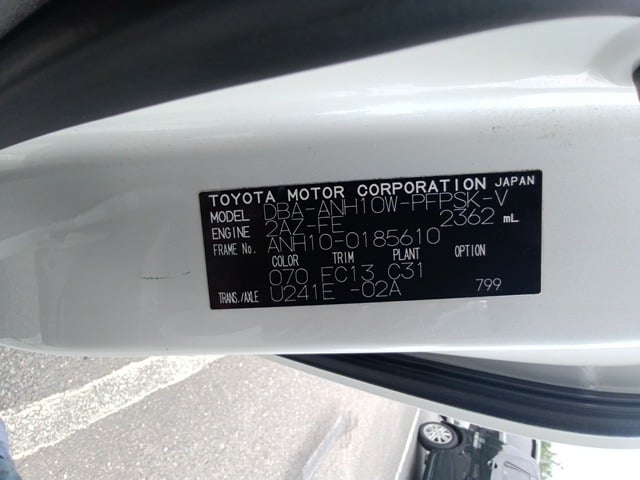 TOYOTA MOTOR CORPORATION JAPAN
MODEL DBA-ANH10W-PFPSK-V
ENGINE 2AZ-FE 2362 mL
FRAME No. ANH10-0185610
COLOR TRIM PLANT OPTION
070 FC13 C31
TRANS./AXLE U241E -02A 799